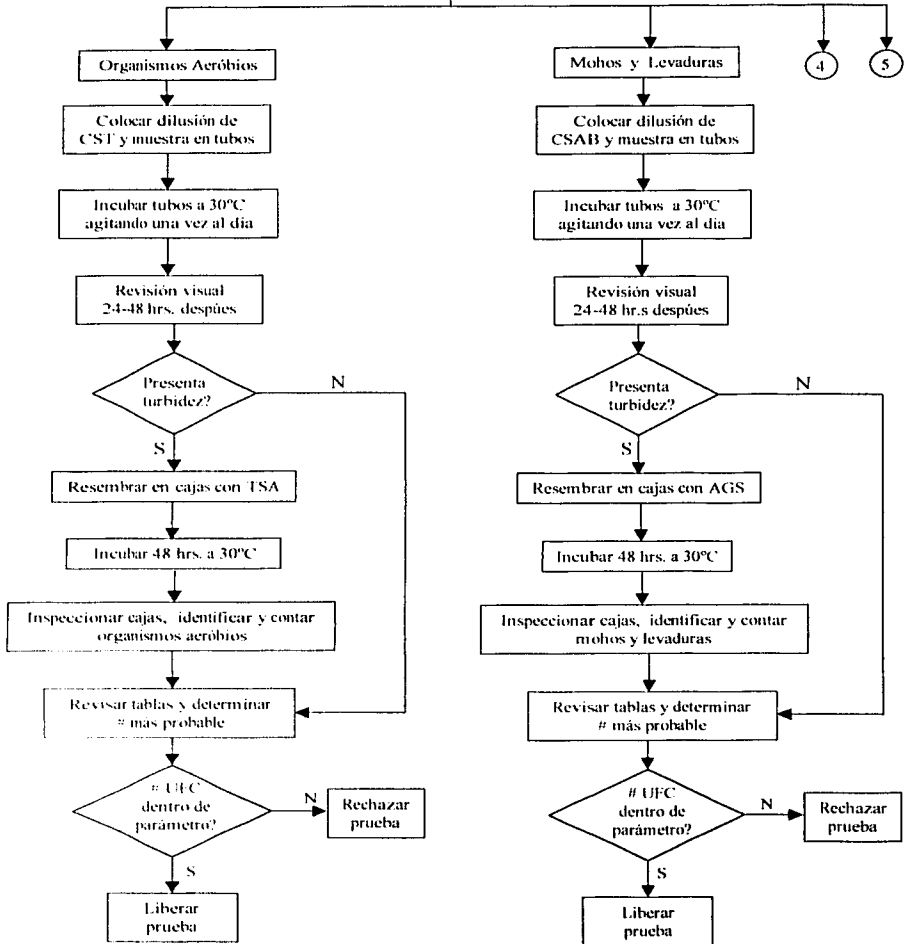 Organismos Aeróbios
Colocar dilusión de
CST y muestra en tubos
Incubar tubos a 30ºC
agitando una vez al dia
Revisión visual
24-48 hrs. despúes
Presenta
turbidez?
N
S
Resembrar en cajas con TSA
Incubar 48 hrs. a 30ºC
Inspeccionar cajas, identificar y contar
organismos aeróbios
Revisar tablas y determinar
# más probable
# UFC
dentro de
parámetro?
N
Rechazar
prueba
S
Liberar
prueba
Mohos y Levaduras
Colocar dilusión de
CSAB y muestra en tubos
Incubar tubos a 30ºC
agitando una vez al dia
Revisión visual
24-48 hr.s despúes
Presenta
turbidez?
N
S
Resembrar en cajas con AGS
Incubar 48 hrs. a 30ºC
Inspeccionar cajas, identificar y contar
mohos y levaduras
Revisar tablas y determinar
# más probable
# UFC
dentro de
parámetro?
N
Rechazar
prueba
S
Liberar
prueba
4
5